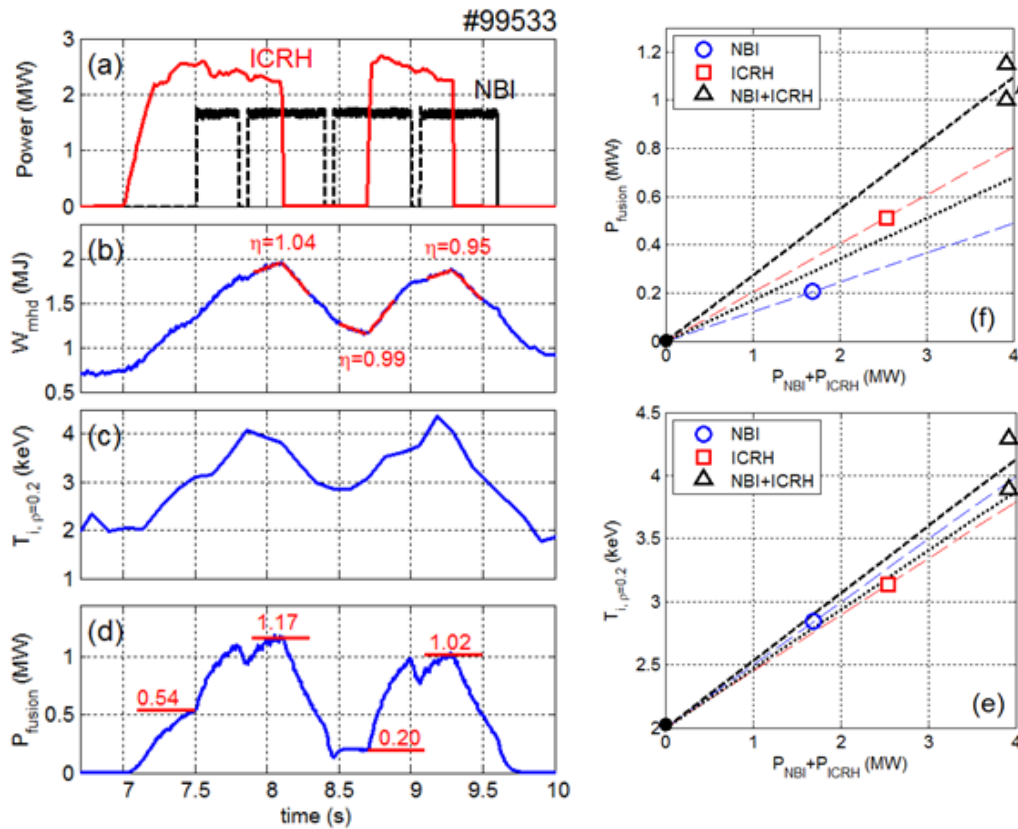 #99533
(a)
ICRH
NBI
Power (MW)
3
2
1
0
(b)
η=1.04
η=0.95
η=0.99
W_mhd (MJ)
2
1.5
1
0.5
(c)
T_i, ρ=0.2 (keV)
4
3
2
1
(d)
1.17
1.02
0.54
0.20
P_fusion (MW)
1
0.5
0
7 7.5 8 8.5 9 9.5 10
time (s)
NBI
ICRH
NBI+ICRH
(f)
P_fusion (MW)
1.2
1
0.8
0.6
0.4
0.2
0
0 1 2 3 4
P_NBI+P_ICRH (MW)
NBI
ICRH
NBI+ICRH
(e)
T_i, ρ=0.2 (keV)
4.5
4
3.5
3
2.5
2
0 1 2 3 4
P_NBI+P_ICRH (MW)